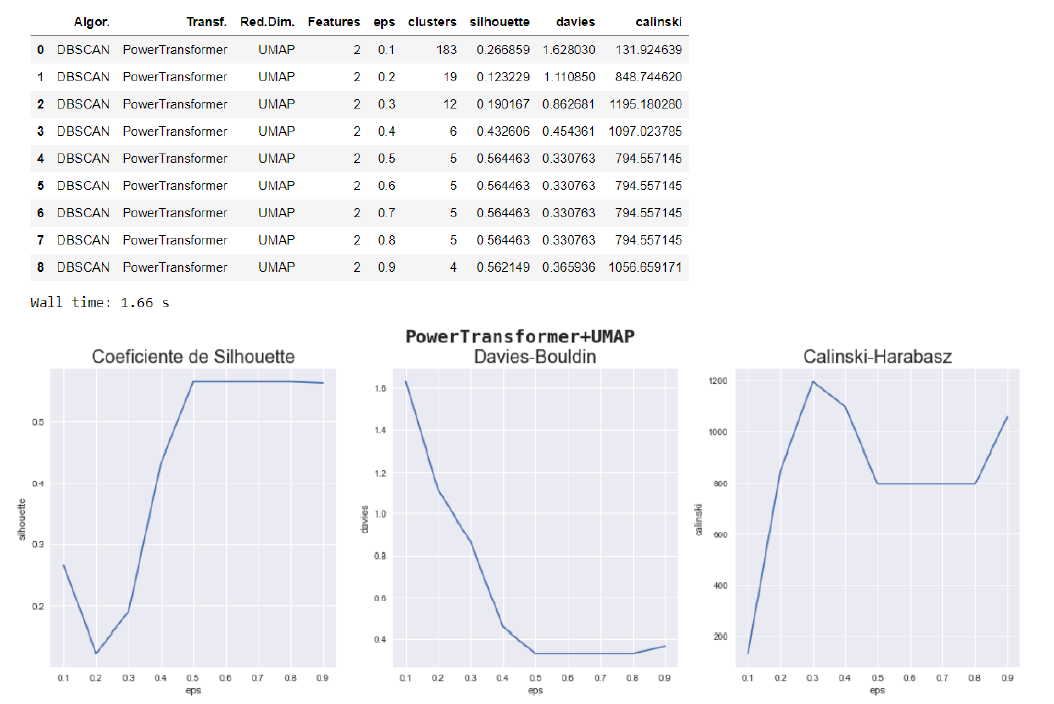 Algor. Transf. Red.Dim. Features eps clusters silhouette davies calinski
0 DBSCAN PowerTransformer UMAP 2 0.1 183 0.266859 1.628030 131.924639
1 DBSCAN PowerTransformer UMAP 2 0.2 19 0.123229 1.110850 848.744620
2 DBSCAN PowerTransformer UMAP 2 0.3 12 0.190167 0.862681 1195.180280
3 DBSCAN PowerTransformer UMAP 2 0.4 6 0.432606 0.454361 1097.023785
4 DBSCAN PowerTransformer UMAP 2 0.5 5 0.564463 0.330763 794.557145
5 DBSCAN PowerTransformer UMAP 2 0.6 5 0.564463 0.330763 794.557145
6 DBSCAN PowerTransformer UMAP 2 0.7 5 0.564463 0.330763 794.557145
7 DBSCAN PowerTransformer UMAP 2 0.8 5 0.564463 0.330763 794.557145
8 DBSCAN PowerTransformer UMAP 2 0.9 4 0.562149 0.365936 1056.659171
Wall time: 1.66 s
PowerTransformer+UMAP
Coeficiente de Silhouette
silhouette
0.5
0.4
0.3
0.2
0.1 0.2 0.3 0.4 0.5 0.6 0.7 0.8 0.9
eps
Davies-Bouldin
davies
1.6
1.4
1.2
1.0
0.8
0.6
0.4
0.1 0.2 0.3 0.4 0.5 0.6 0.7 0.8 0.9
eps
Calinski-Harabasz
calinski
1200
1000
800
600
400
200
0.1 0.2 0.3 0.4 0.5 0.6 0.7 0.8 0.9
eps